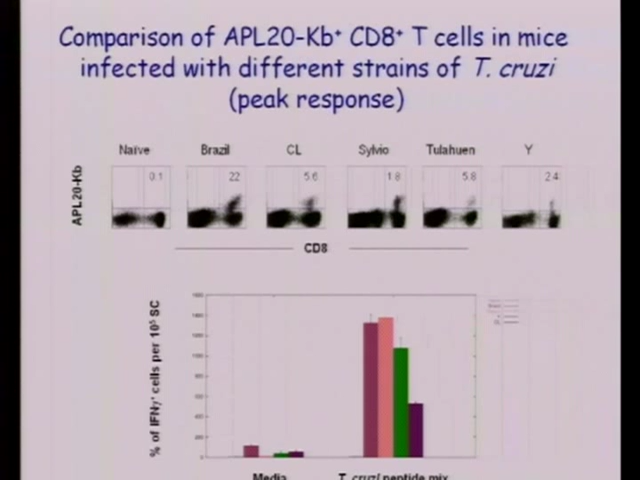 Comparison of APL20-Kb⁺ CD8⁺ T cells in mice
infected with different strains of T. cruzi
(peak response)
Naïve Brazil CL Sylvio Tulahuen Y
APL20-Kb
0.1 22 5.6 1.8 5.8 2.4
CD8
% of IFNγ⁺ cells per 10⁵ SC
Media T. cruzi peptide mix